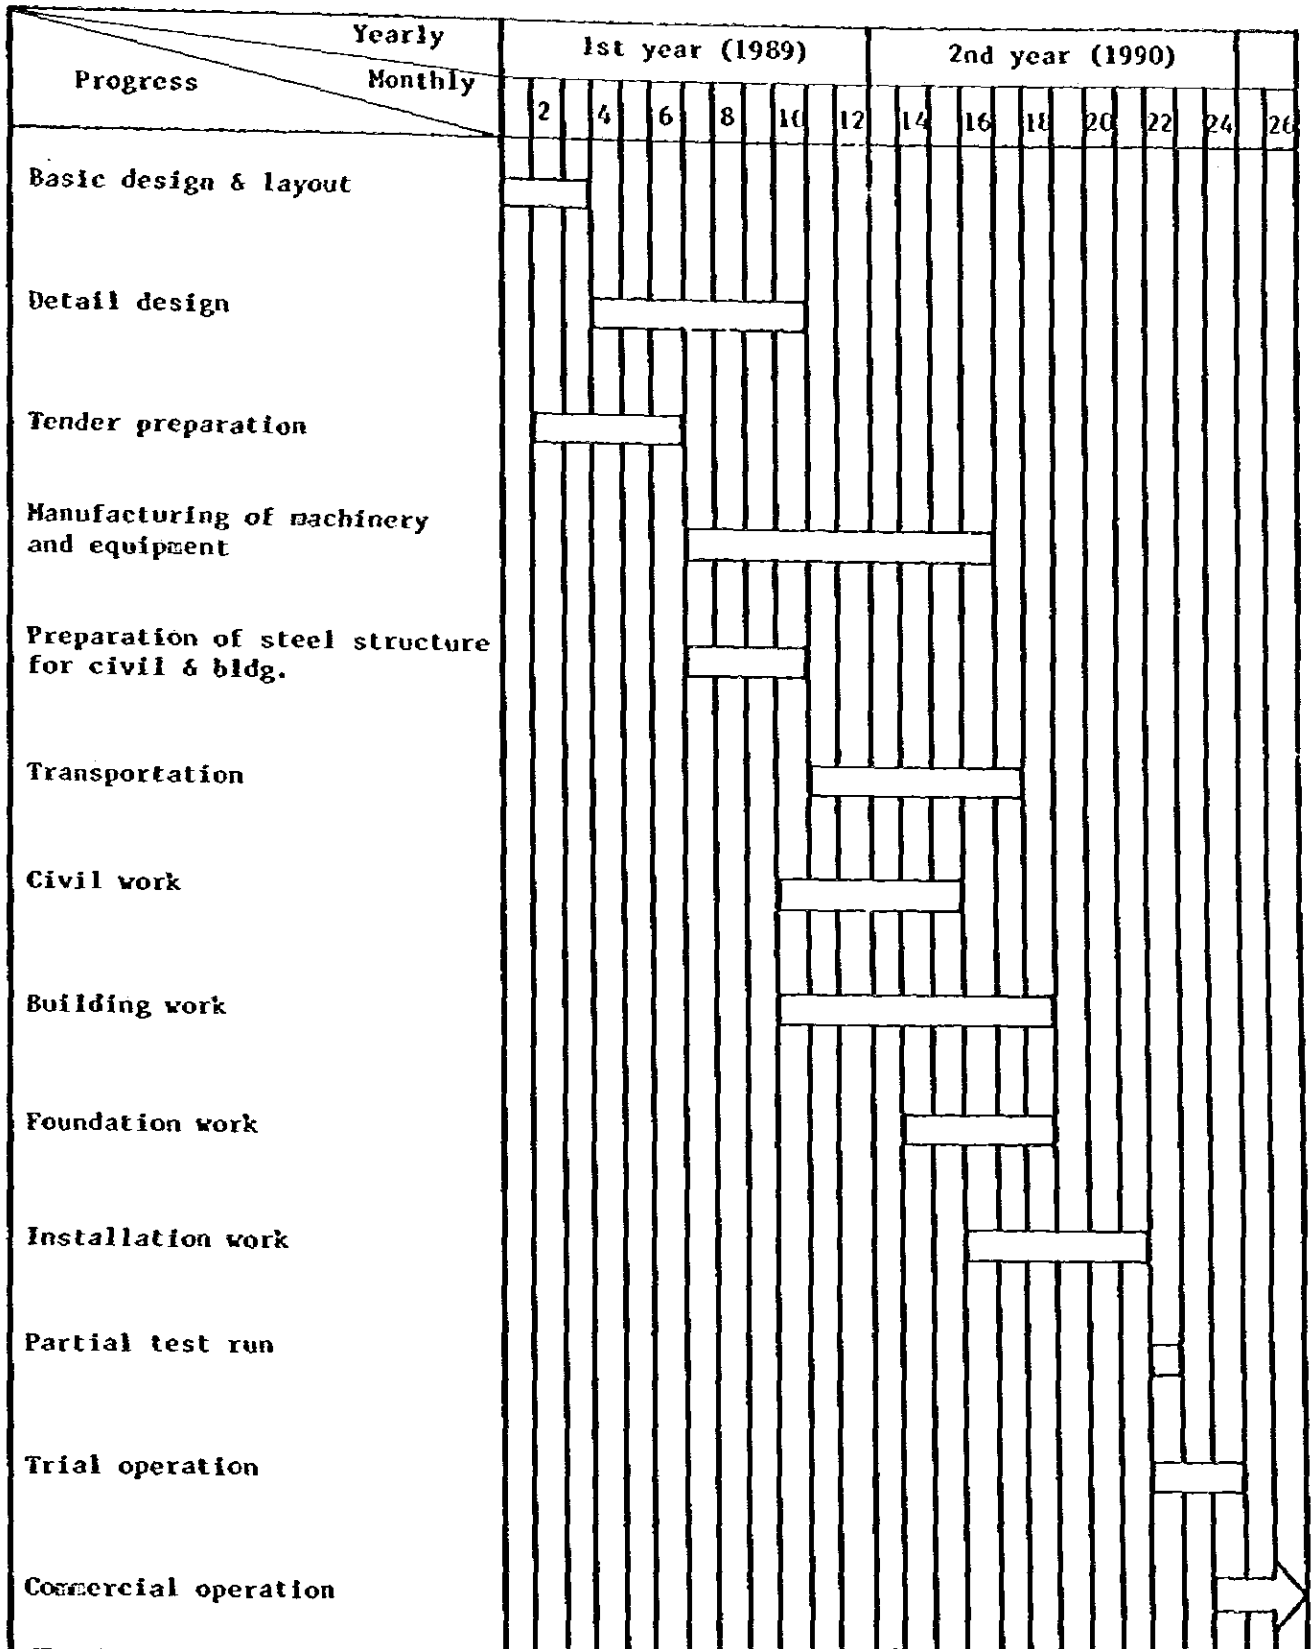 Yearly
1st year (1989)
2nd year (1990)
Progress
Monthly
2 4 6 8 10 12 14 16 18 20 22 24 26
Basic design & layout
Detail design
Tender preparation
Manufacturing of machinery
and equipment
Preparation of steel structure
for civil & bldg.
Transportation
Civil work
Building work
Foundation work
Installation work
Partial test run
Trial operation
Commercial operation